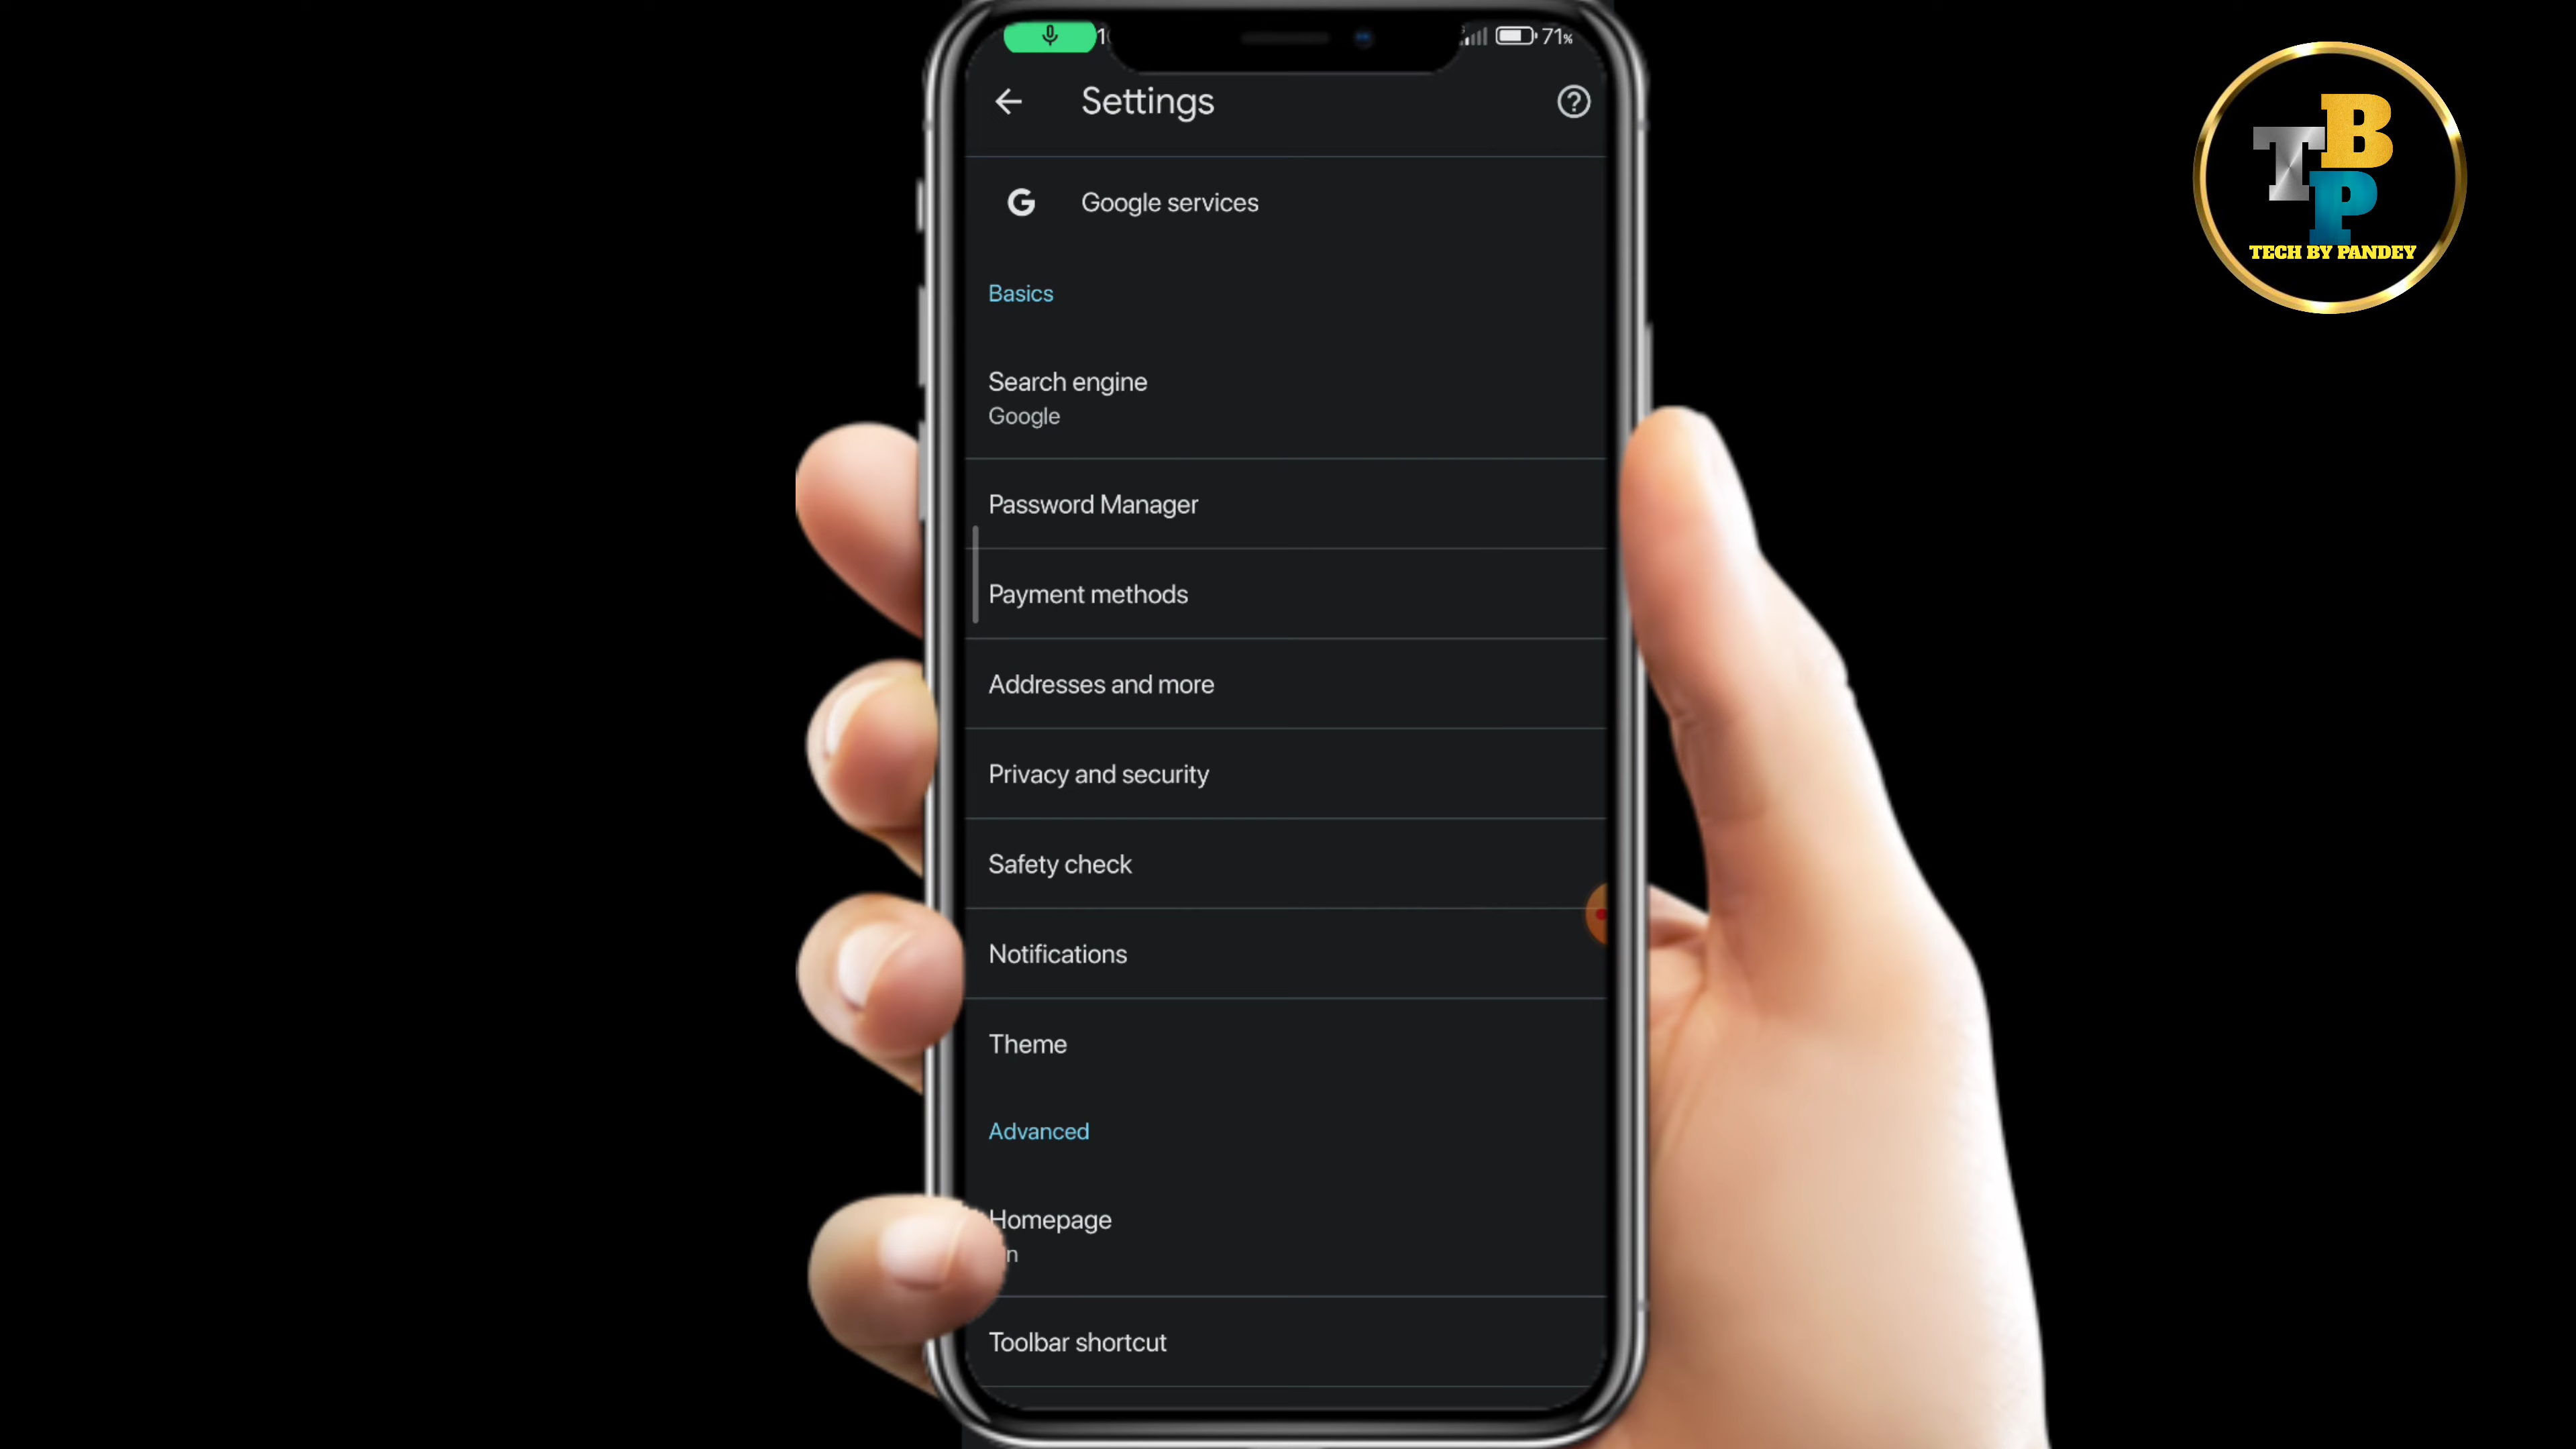 71%
Settings
Google services
Basics
Search engine
Google
Password Manager
Payment methods
Addresses and more
Privacy and security
Safety check
Notifications
Theme
Advanced
Homepage
Toolbar shortcut
TBP
TECH BY PANDEY